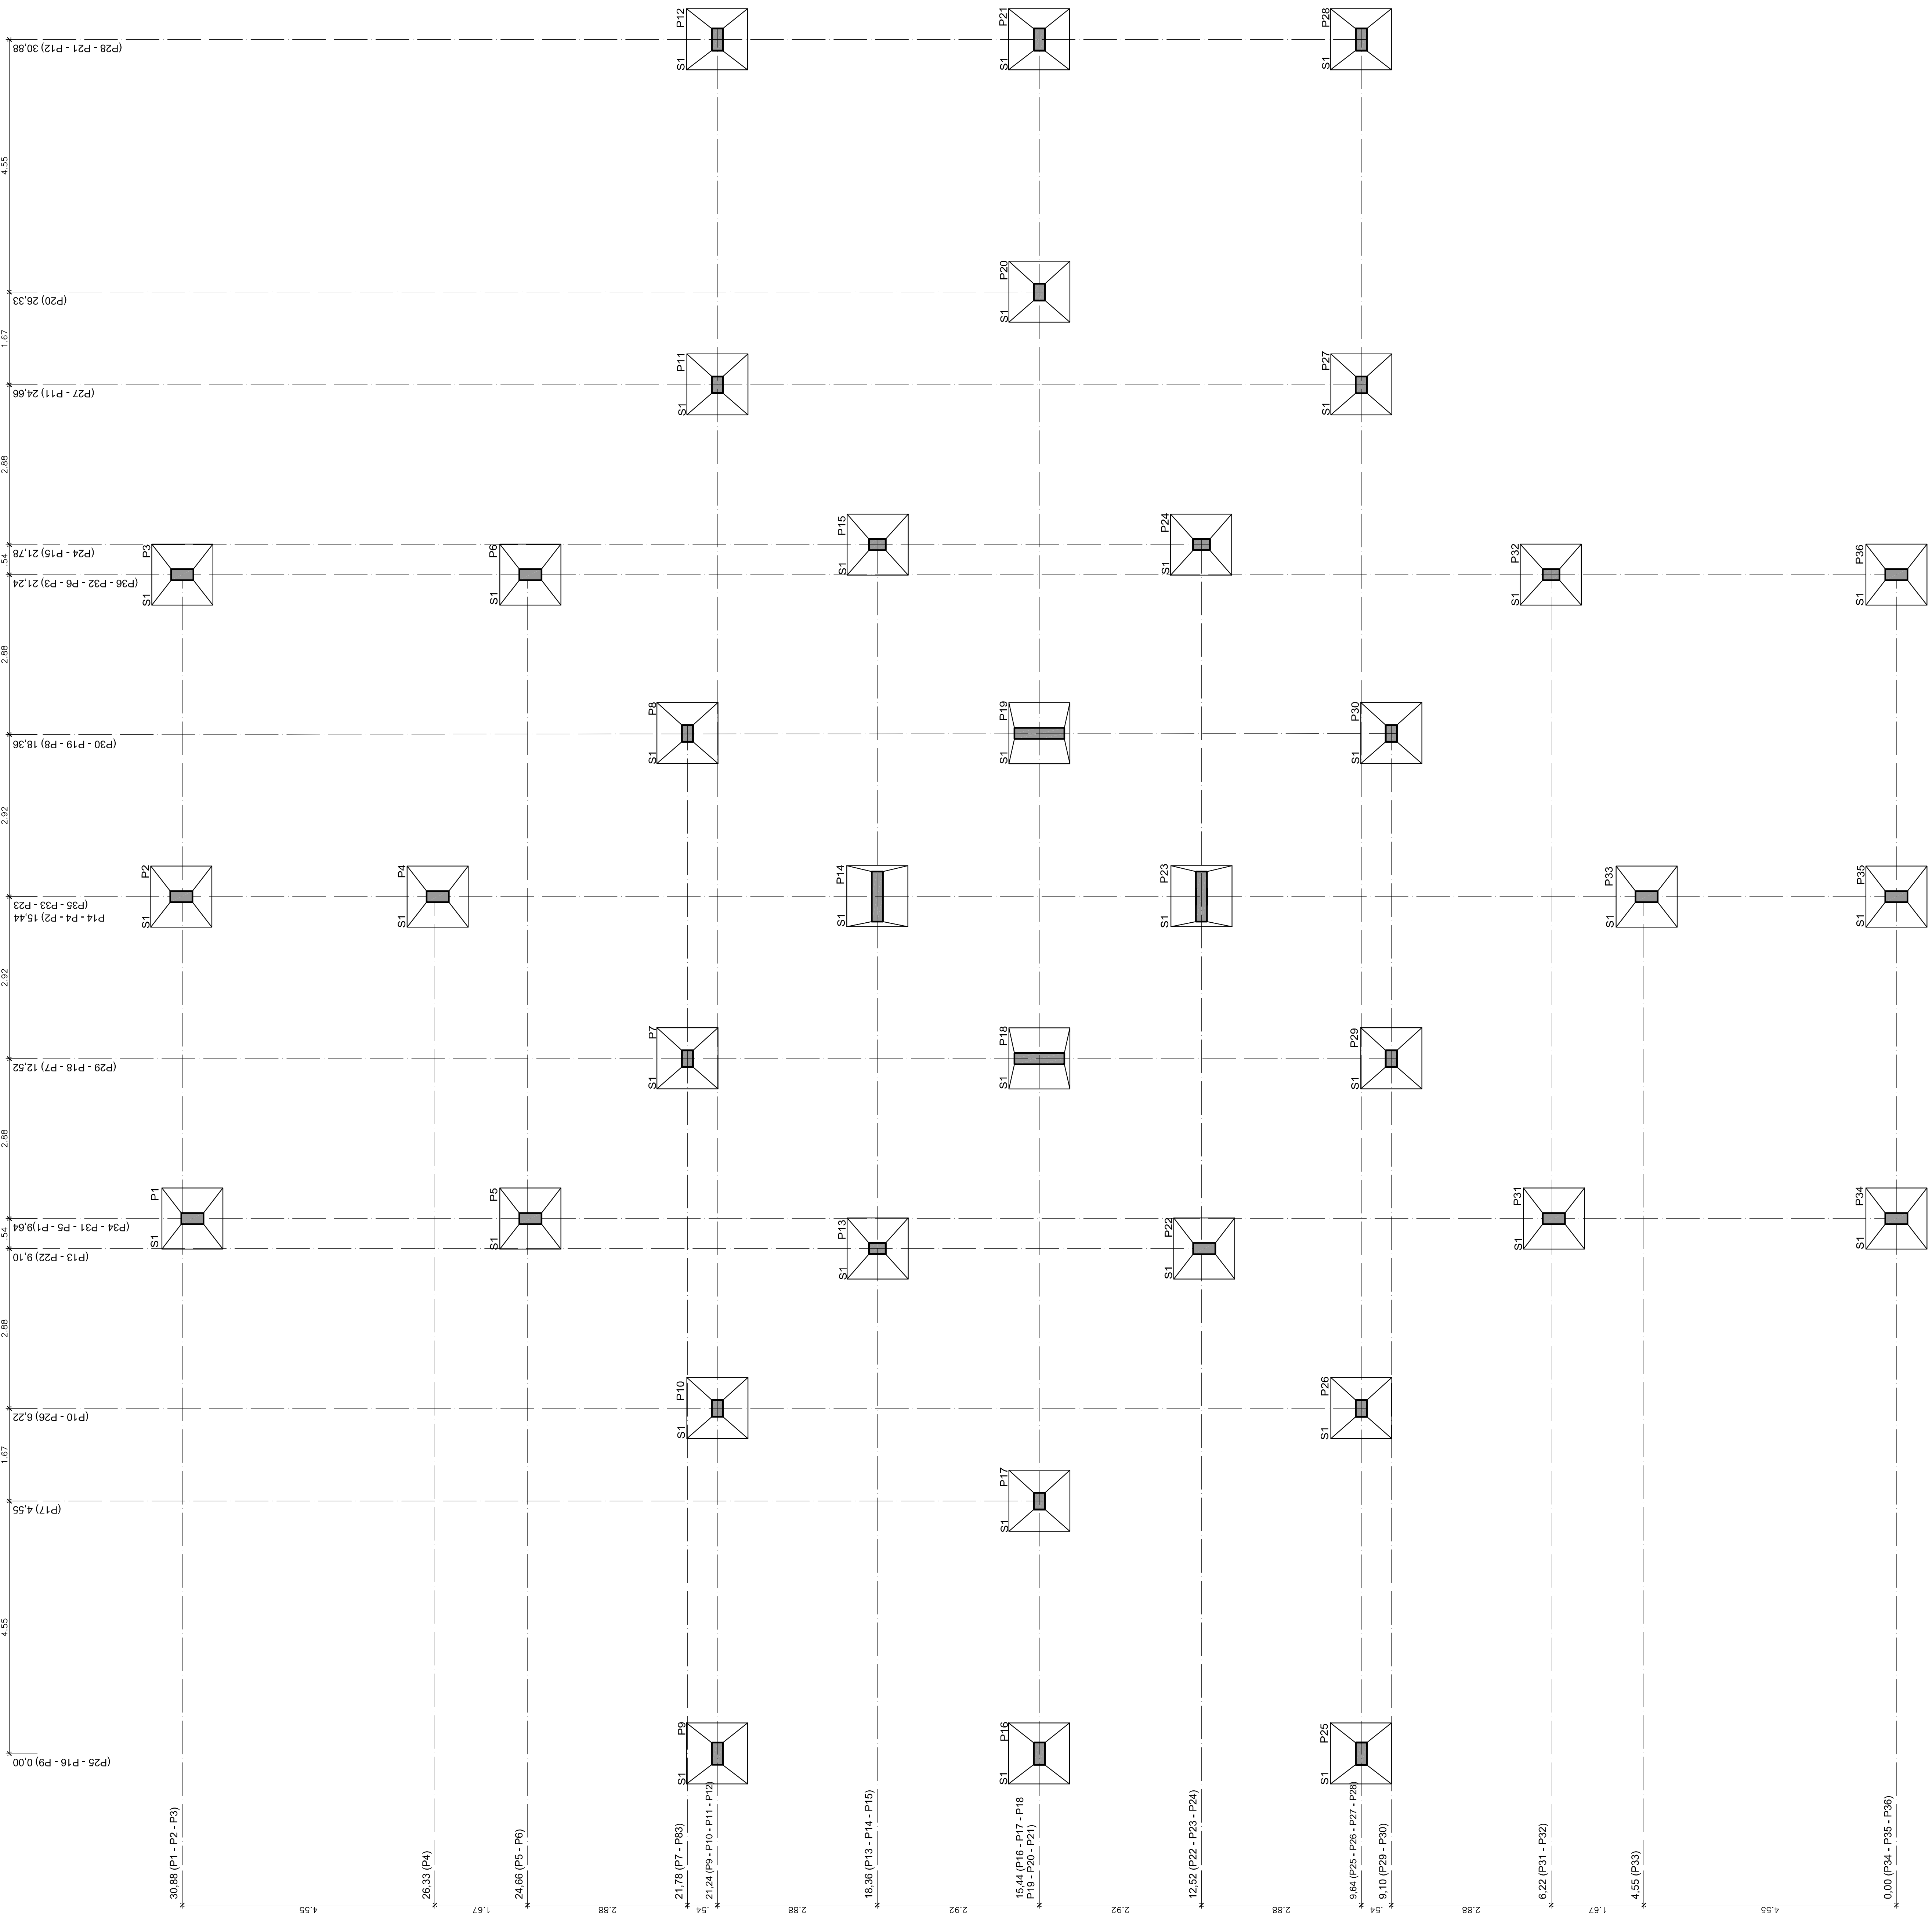 P12
S1
P21
S1
P28
S1
(P28 - P21 - P12) 30,88
4.55
P20
S1
(P20) 26,33
1.67
P11
S1
P27
S1
(P27 - P11) 24,66
2.88
P15
S1
P24
S1
(P24 - P15) 21,78
.54
P3
S1
P6
S1
P32
S1
P36
S1
(P36 - P32 - P6 - P3) 21,24
2.88
P8
S1
P19
S1
P30
S1
(P30 - P19 - P8) 18,36
2.92
P2
S1
P4
S1
P14
S1
P23
S1
P33
S1
P35
S1
(P35 - P33 - P23
P14 - P4 - P2) 15,44
2.92
P7
S1
P18
S1
P29
S1
(P29 - P18 - P7) 12,52
2.88
P1
S1
P5
S1
P31
S1
P34
S1
(P34 - P31 - P5 - P1)9,64
.54
P13
S1
P22
S1
(P13 - P22) 9,10
2.88
P10
S1
P26
S1
(P10 - P26) 6,22
1.67
P17
S1
(P17) 4,55
4.55
P9
S1
P16
S1
P25
S1
(P25 - P16 - P9) 0,00
30,88 (P1 - P2 - P3)
26,33 (P4)
24,66 (P5 - P6)
21,78 (P7 - P83)
21,24 (P9 - P10 - P11 - P12)
18,36 (P13 - P14 - P15)
15,44 (P16 - P17 - P18
P19 - P20 - P21)
12,52 (P22 - P23 - P24)
9,64 (P25 - P26 - P27 - P28)
9,10 (P29 - P30)
6,22 (P31 - P32)
4,55 (P33)
0,00 (P34 - P35 - P36)
4.55
1.67
2.88
.54
2.88
2.92
2.92
2.88
.54
2.88
1.67
4.55